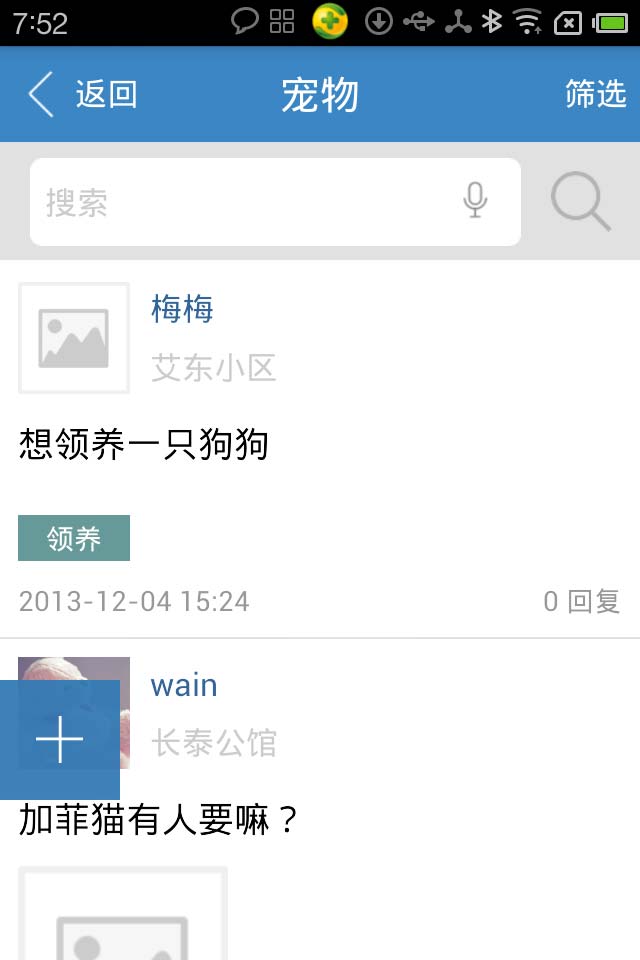 7:52
返回
宠物
筛选
搜索
梅梅
艾东小区
想领养一只狗狗
领养
2013-12-04 15:24
0 回复
wain
长泰公馆
加菲猫有人要嘛？